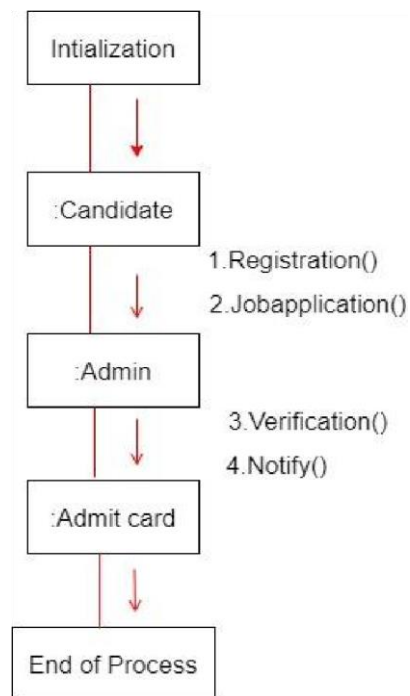 Intialization
:Candidate
1.Registration()
2.Jobapplication()
:Admin
3.Verification()
4.Notify()
:Admit card
End of Process